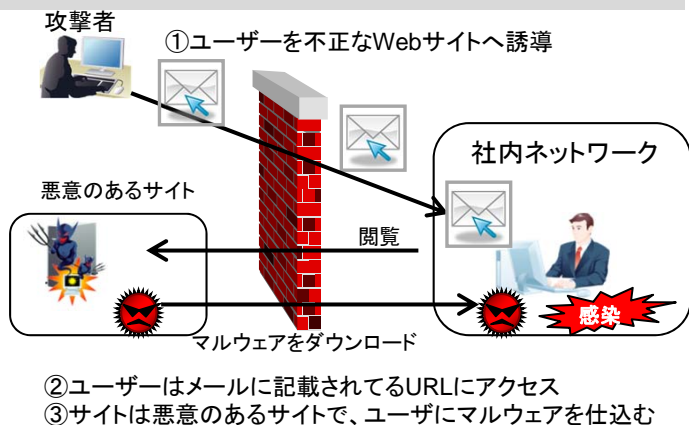 攻撃者
①ユーザーを不正なWebサイトへ誘導
社内ネットワーク
悪意のあるサイト
閲覧
感染
マルウェアをダウンロード
②ユーザーはメールに記載されてるURLにアクセス
③サイトは悪意のあるサイトで、ユーザにマルウェアを仕込む